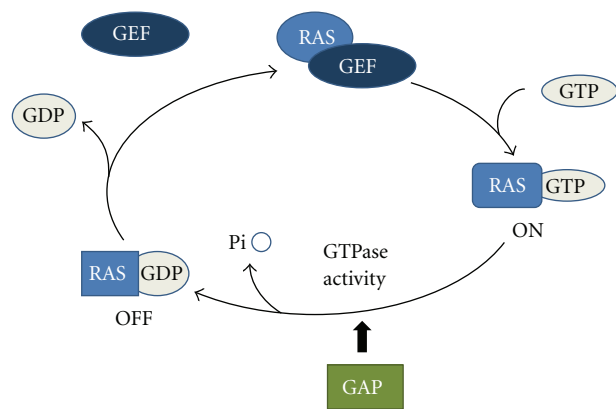 GEF
RAS
GEF
GTP
GDP
RAS
GTP
ON
Pi
GTPase
activity
RAS
GDP
OFF
GAP